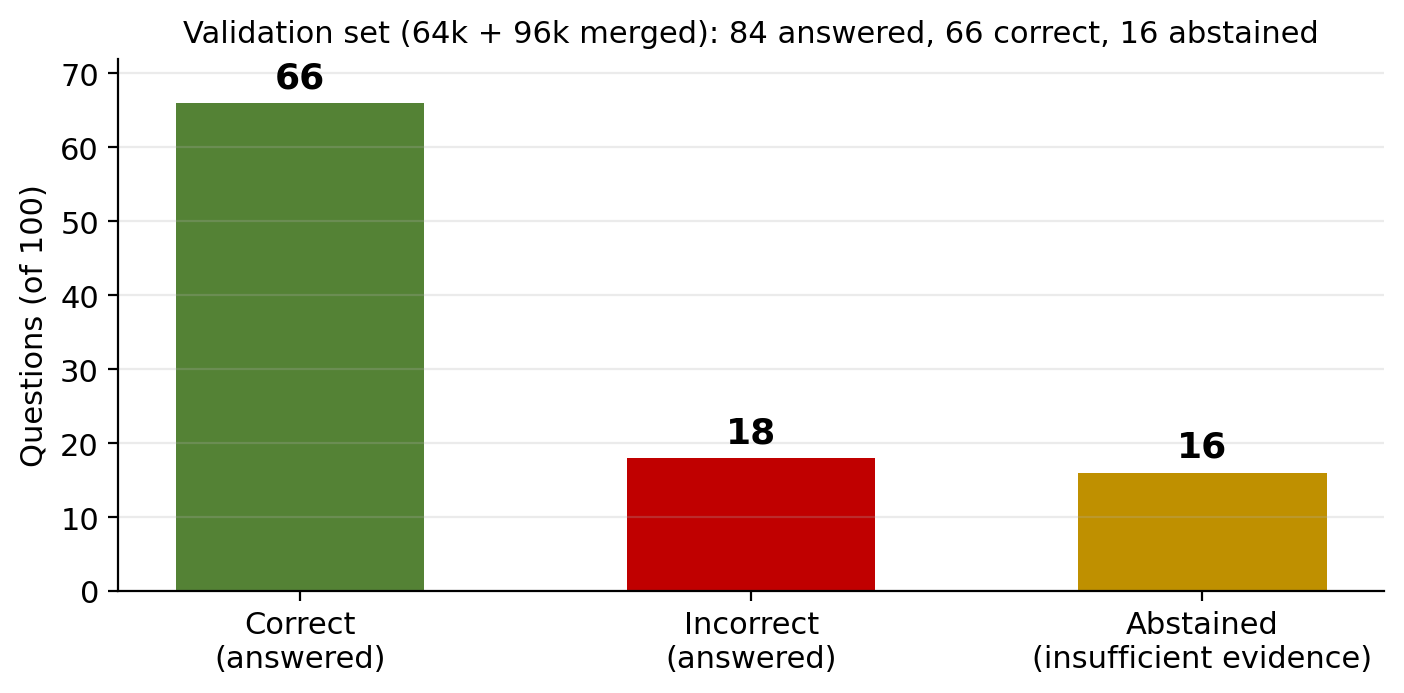 Validation set (64k + 96k merged): 84 answered, 66 correct, 16 abstained
Questions (of 100)
70
60
50
40
30
20
10
0
66
18
16
Correct
(answered)
Incorrect
(answered)
Abstained
(insufficient evidence)